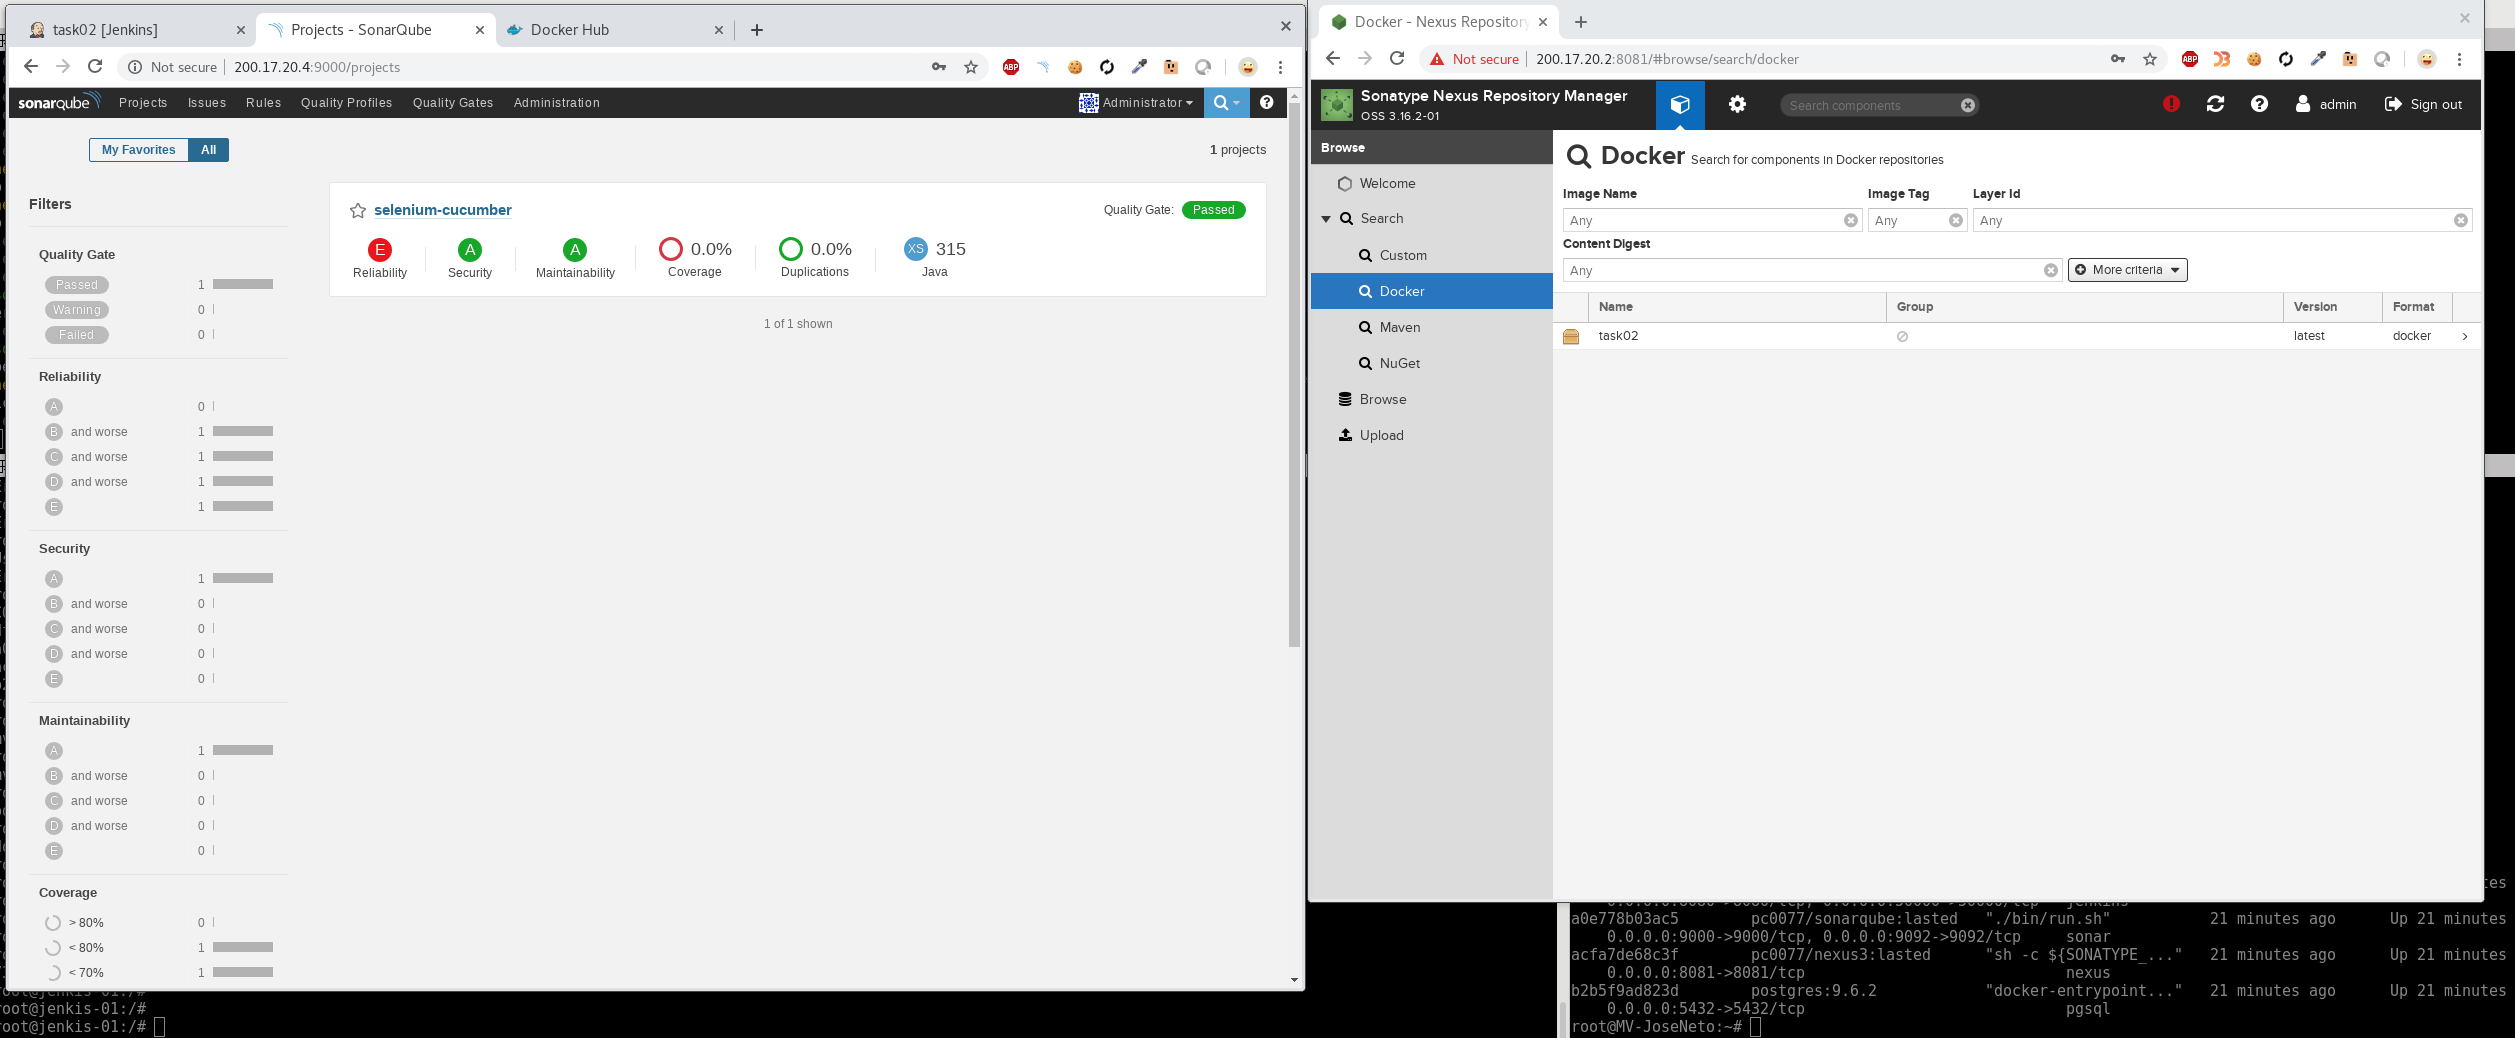 task02 [Jenkins]
Projects - SonarQube
Docker Hub
Not secure
200.17.20.4:9000/projects
sonarqube
Projects
Issues
Rules
Quality Profiles
Quality Gates
Administration
Administrator
My Favorites
All
1 projects
Filters
Quality Gate
Passed 1
Warning 0
Failed 0
Reliability
A 0
B and worse 1
C and worse 1
D and worse 1
E 1
Security
A 1
B and worse 0
C and worse 0
D and worse 0
E 0
Maintainability
A 1
B and worse 0
C and worse 0
D and worse 0
E 0
Coverage
> 80% 0
< 80% 1
< 70% 1
selenium-cucumber
Quality Gate: Passed
E
A
A
0.0%
0.0%
XS 315
Reliability
Security
Maintainability
Coverage
Duplications
Java
1 of 1 shown
root@jenkis-01:/#
root@jenkis-01:/#
root@jenkis-01:/#
Docker - Nexus Repository
ABP
Not secure
200.17.20.2:8081/#browse/search/docker
ABP
Sonatype Nexus Repository Manager
OSS 3.16.2-01
Search components
admin
Sign out
Browse
Welcome
Search
Custom
Docker
Maven
NuGet
Browse
Upload
Docker Search for components in Docker repositories
Image Name
Image Tag
Layer Id
Any
Any
Any
Content Digest
Any
More criteria
Name
Group
Version
Format
task02
latest
docker
a0e778b03ac5 pc0077/sonarqube:lasted "./bin/run.sh" 21 minutes ago Up 21 minutes
0.0.0.0:9000->9000/tcp, 0.0.0.0:9092->9092/tcp sonar
acfa7de68c3f pc0077/nexus3:lasted "sh -c ${SONATYPE_..." 21 minutes ago Up 21 minutes
0.0.0.0:8081->8081/tcp nexus
b2b5f9ad823d postgres:9.6.2 "docker-entrypoint..." 21 minutes ago Up 21 minutes
0.0.0.0:5432->5432/tcp pgsql
root@MV-JoseNeto:~#